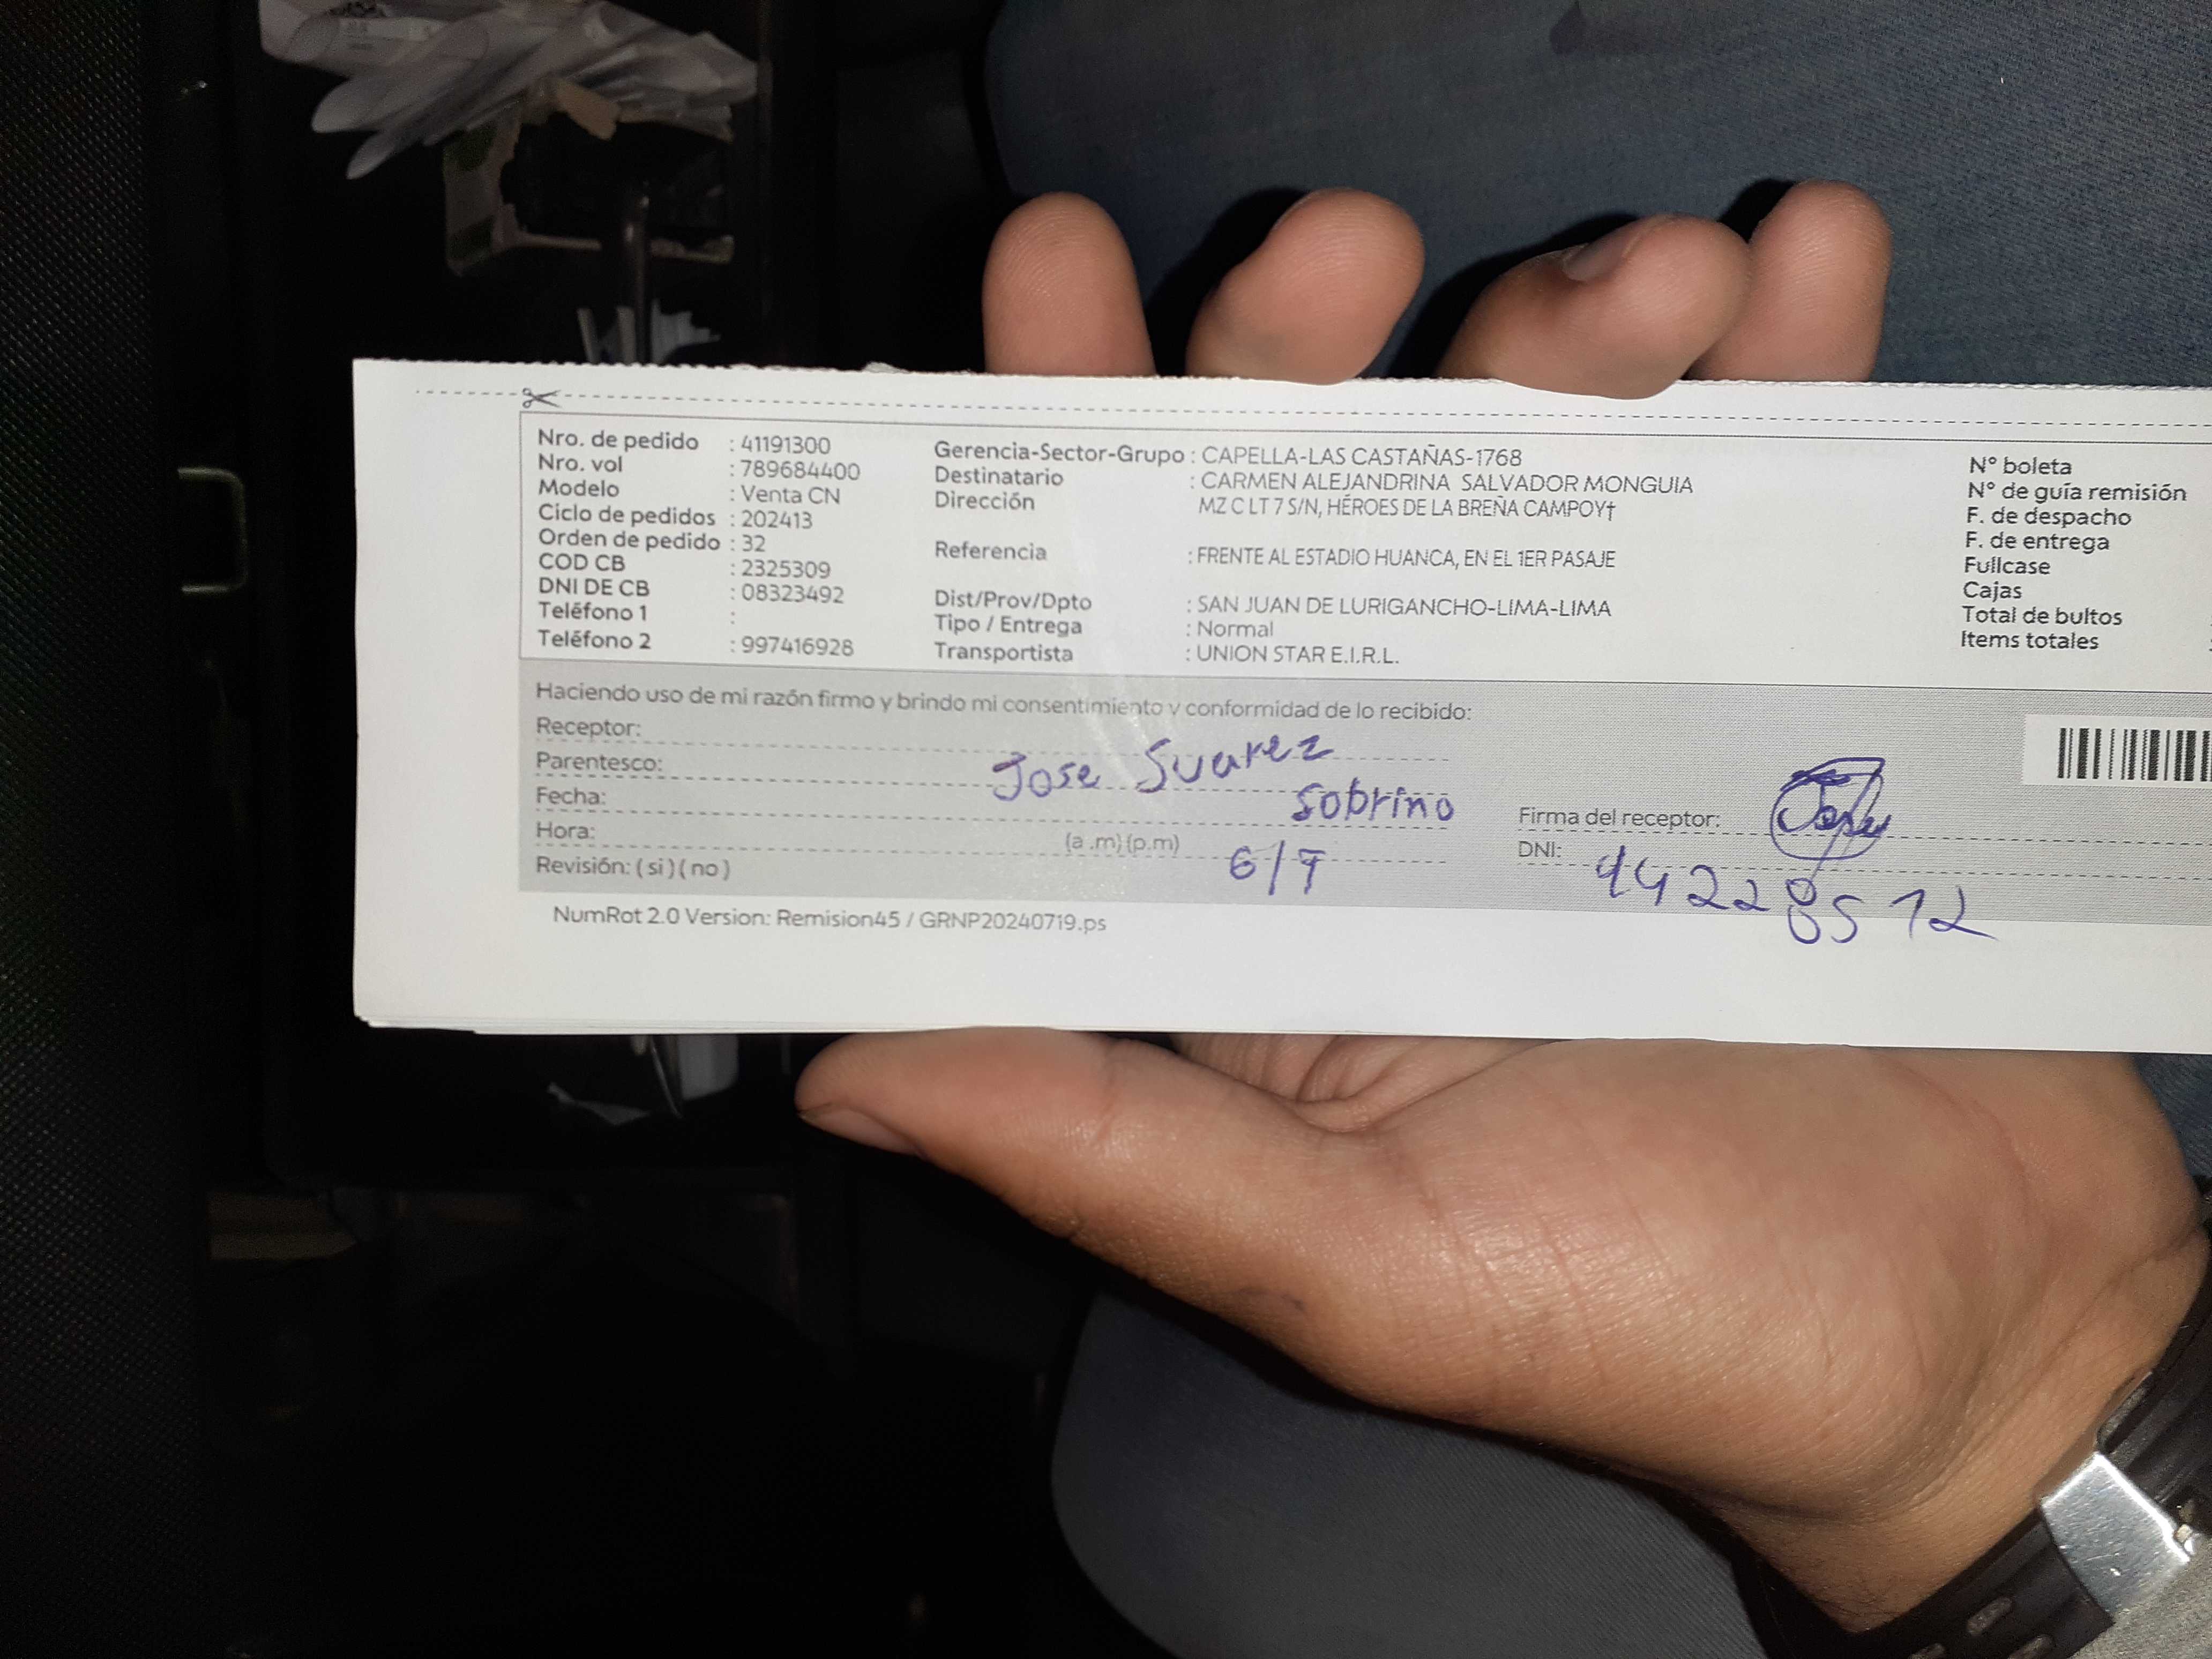 Nro. de pedido : 41191300
Nro. vol : 789684400
Modelo : Venta CN
Ciclo de pedidos : 202413
Orden de pedido : 32
COD CB : 2325309
DNI DE CB : 08323492
Teléfono 1 :
Teléfono 2 : 997416928
Gerencia-Sector-Grupo : CAPELLA-LAS CASTAÑAS-1768
Destinatario : CARMEN ALEJANDRINA SALVADOR MONGUIA
Dirección MZ C LT 7 S/N, HÉROES DE LA BREÑA CAMPOY†
Referencia : FRENTE AL ESTADIO HUANCA, EN EL 1ER PASAJE
Dist/Prov/Dpto : SAN JUAN DE LURIGANCHO-LIMA-LIMA
Tipo / Entrega : Normal
Transportista : UNION STAR E.I.R.L.
N° boleta
N° de guía remisión
F. de despacho
F. de entrega
Fullcase
Cajas
Total de bultos
Items totales
Haciendo uso de mi razón firmo y brindo mi consentimiento y conformidad de lo recibido:
Receptor: Jose Suarez
Parentesco: sobrino
Fecha: 6/7
Hora: (a .m) (p.m)
Revisión: ( si ) ( no )
Firma del receptor:
DNI: 44228512
NumRot 2.0 Version: Remision45 / GRNP20240719.ps